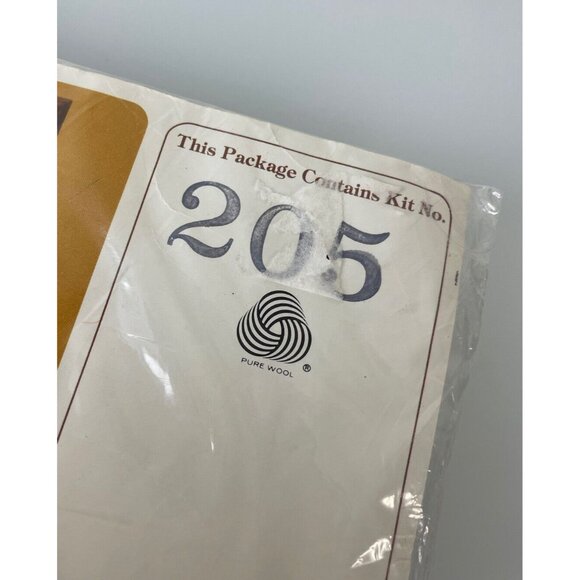 This Package Contains Kit No.
205
PURE WOOL ®